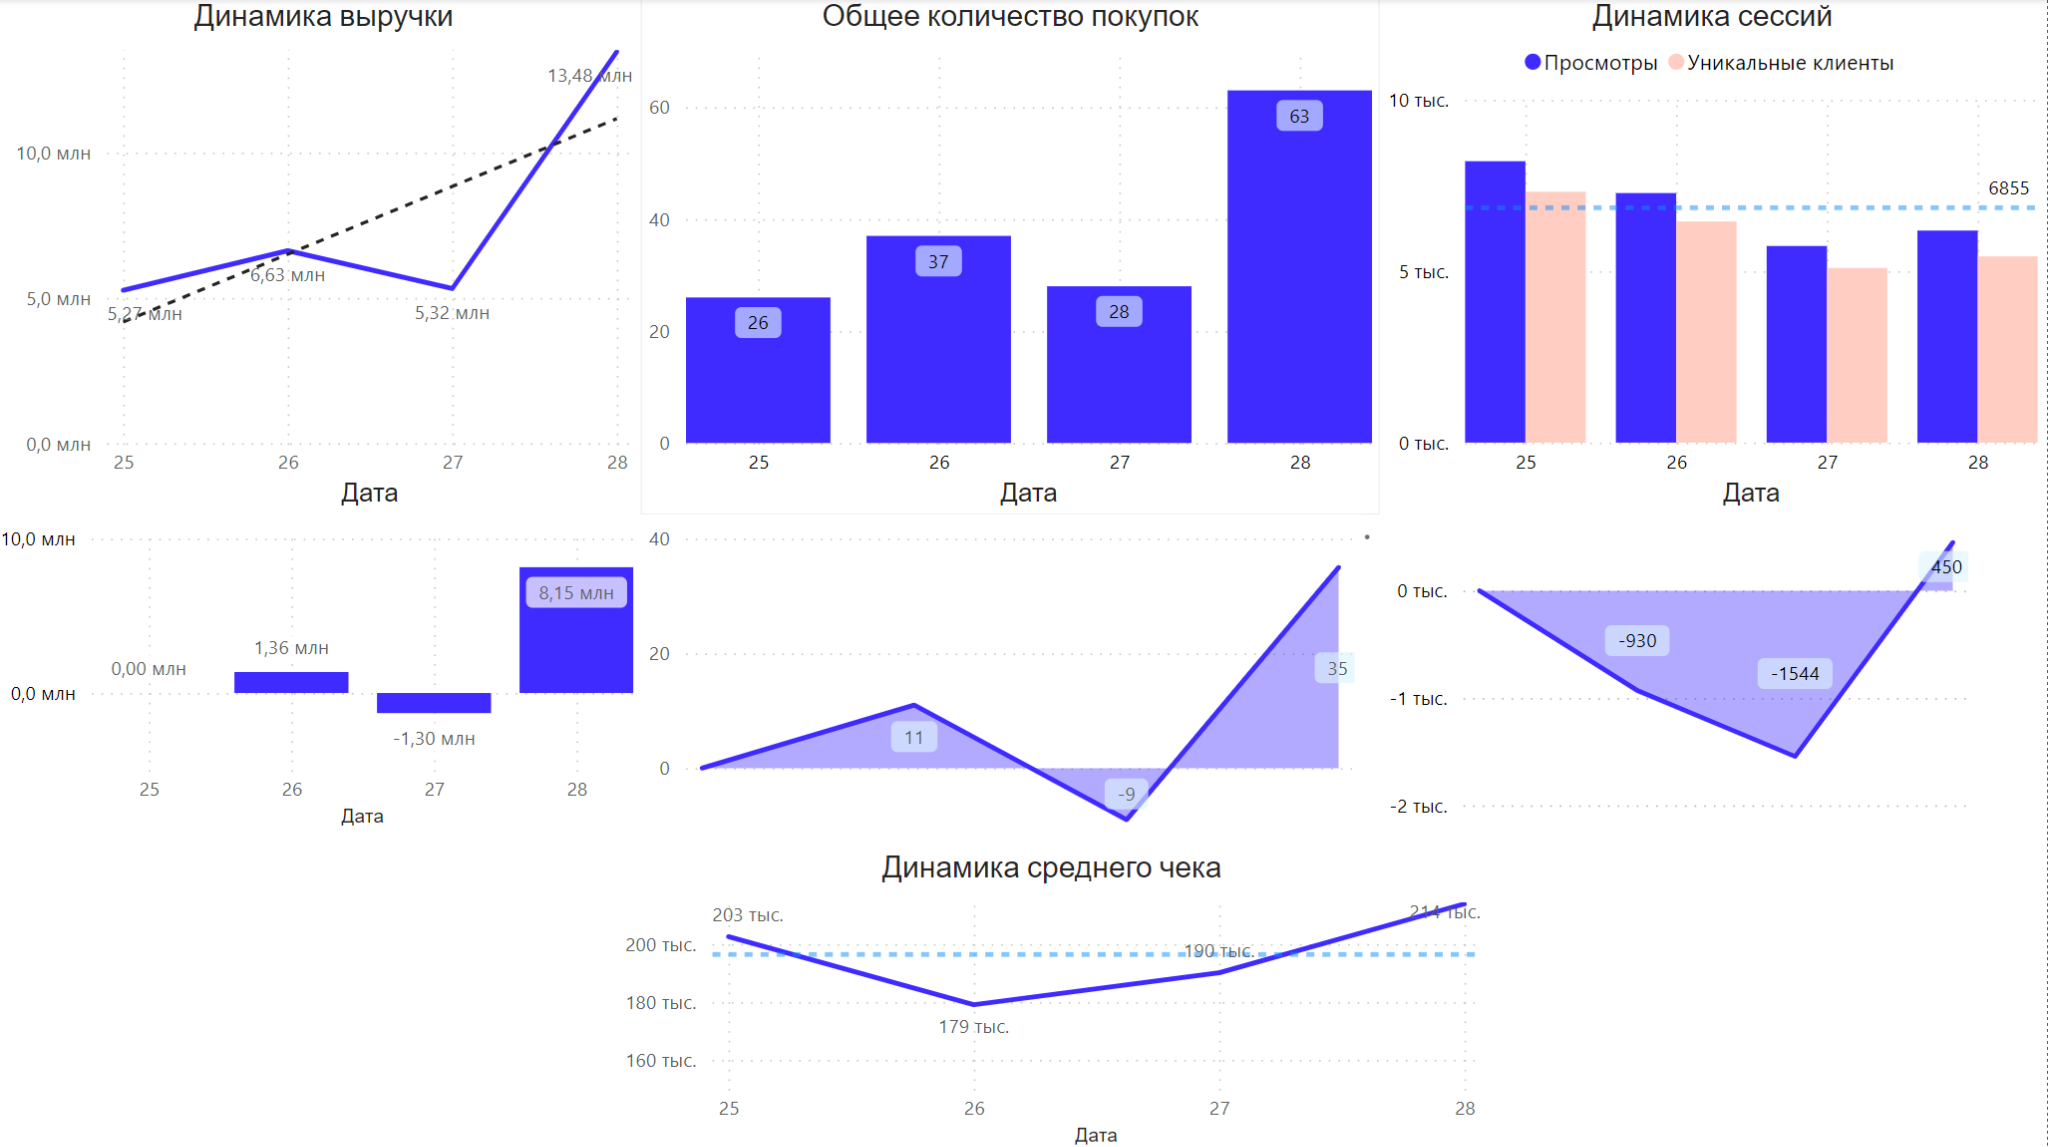 Динамика выручки
13,48 млн
10,0 млн
6,63 млн
5,0 млн
5,27 млн
5,32 млн
0,0 млн
25 26 27 28
Дата
Общее количество покупок
60
63
40
37
20
26
28
0
25 26 27 28
Дата
Динамика сессий
Просмотры Уникальные клиенты
10 тыс.
6855
5 тыс.
0 тыс.
25 26 27 28
Дата
10,0 млн
8,15 млн
1,36 млн
0,00 млн
0,0 млн
-1,30 млн
25 26 27 28
Дата
40
20
35
11
0
-9
450
0 тыс.
-930
-1544
-1 тыс.
-2 тыс.
Динамика среднего чека
203 тыс.
214 тыс.
200 тыс.
190 тыс.
180 тыс.
179 тыс.
160 тыс.
25 26 27 28
Дата